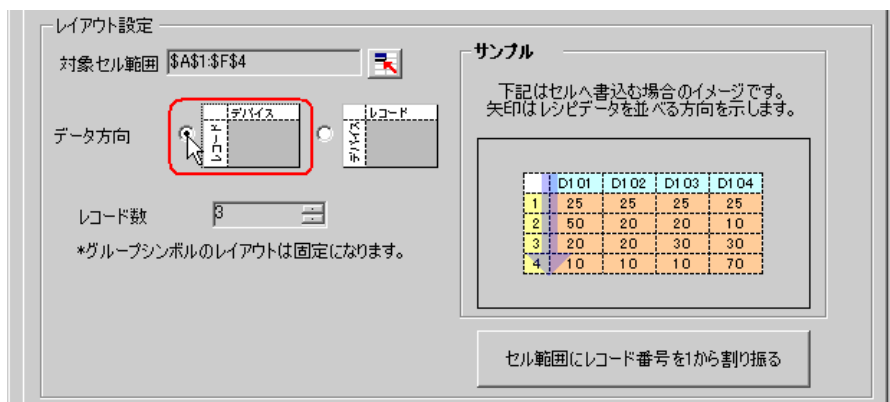 レイアウト設定
対象セル範囲 $A$1:$F$4
データ方向
デバイス
レコード
レコード
デバイス
レコード数 3
*グループシンボルのレイアウトは固定になります。
サンプル
下記はセルへ書込む場合のイメージです。
矢印はレシピデータを並べる方向を示します。
D101 D102 D103 D104
1 25 25 25 25
2 50 20 20 10
3 20 20 30 30
4 10 10 10 70
セル範囲にレコード番号を1から割り振る